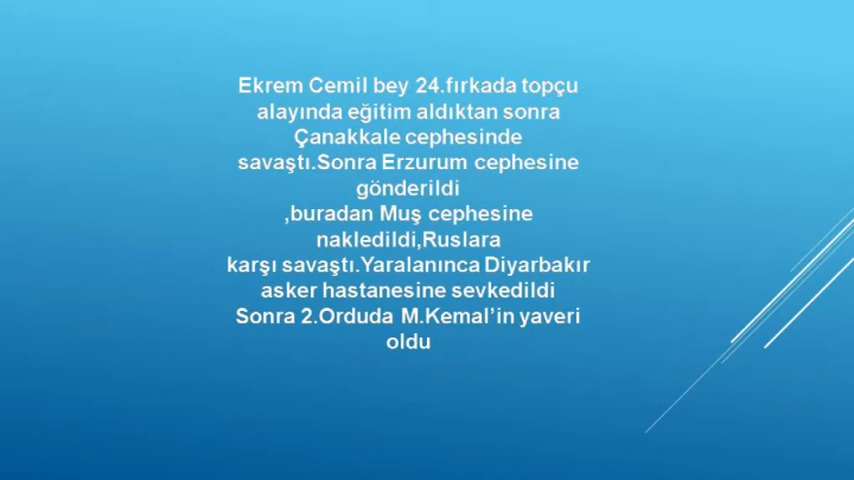 Ekrem Cemil bey 24.fırkada topçu
alayında eğitim aldıktan sonra
Çanakkale cephesinde
savaştı.Sonra Erzurum cephesine
gönderildi
,buradan Muş cephesine
nakledildi,Ruslara
karşı savaştı.Yaralanınca Diyarbakır
asker hastanesine sevkedildi
Sonra 2.Orduda M.Kemal'in yaveri
oldu